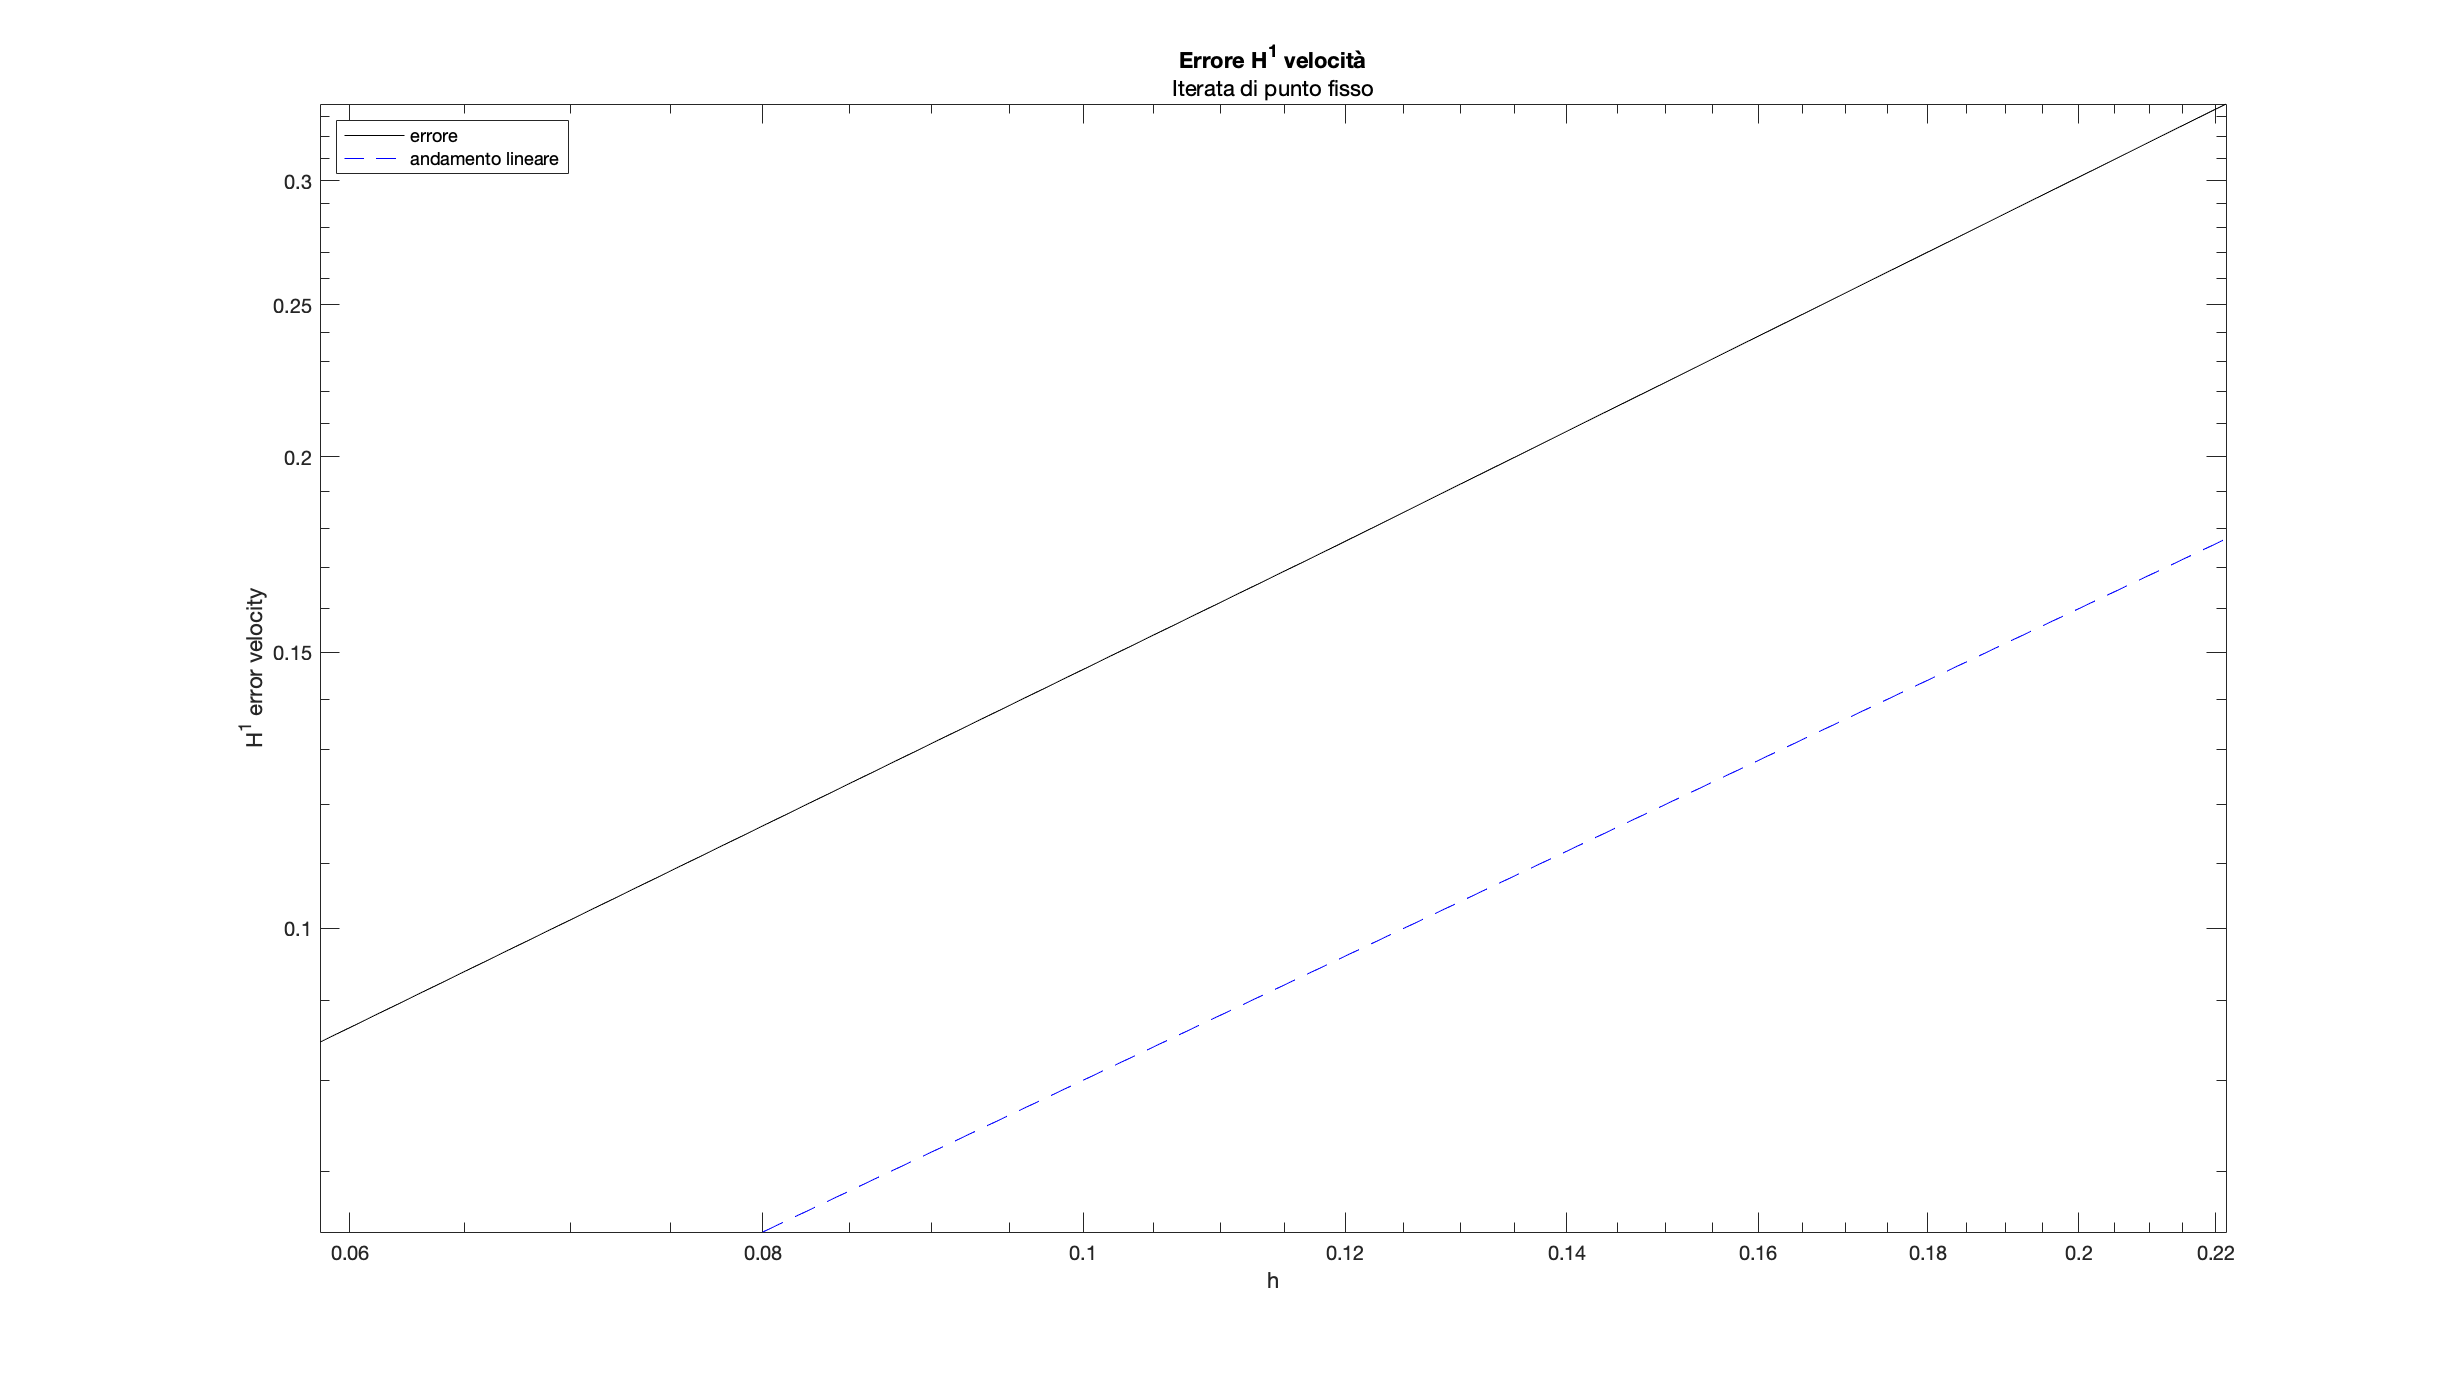 Errore H¹ velocità
Iterata di punto fisso
errore
andamento lineare
0.3
0.25
0.2
0.15
0.1
H¹ error velocity
0.06 0.08 0.1 0.12 0.14 0.16 0.18 0.2 0.22
h